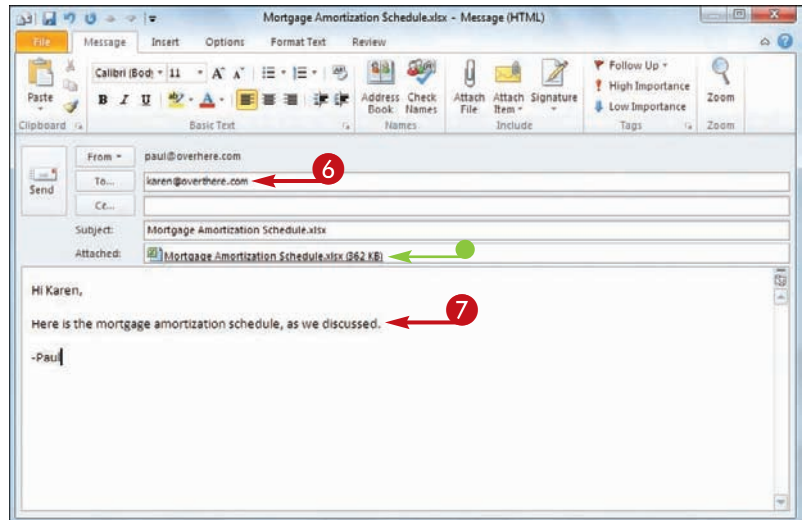 Mortgage Amortization Schedule.xlsx - Message (HTML)
File Message Insert Options Format Text Review
Paste
Calibri (Body 11 A A
B I U A
Address Book
Check Names
Attach File
Attach Item
Signature
Follow Up
High Importance
Low Importance
Zoom
Clipboard Basic Text Names Include Tags Zoom
Send
From paul@overhere.com
To... karen@overthere.com 6
Cc...
Subject: Mortgage Amortization Schedule.xlsx
Attached: Mortgage Amortization Schedule.xlsx (362 KB)
Hi Karen,
Here is the mortgage amortization schedule, as we discussed. 7
-Paul